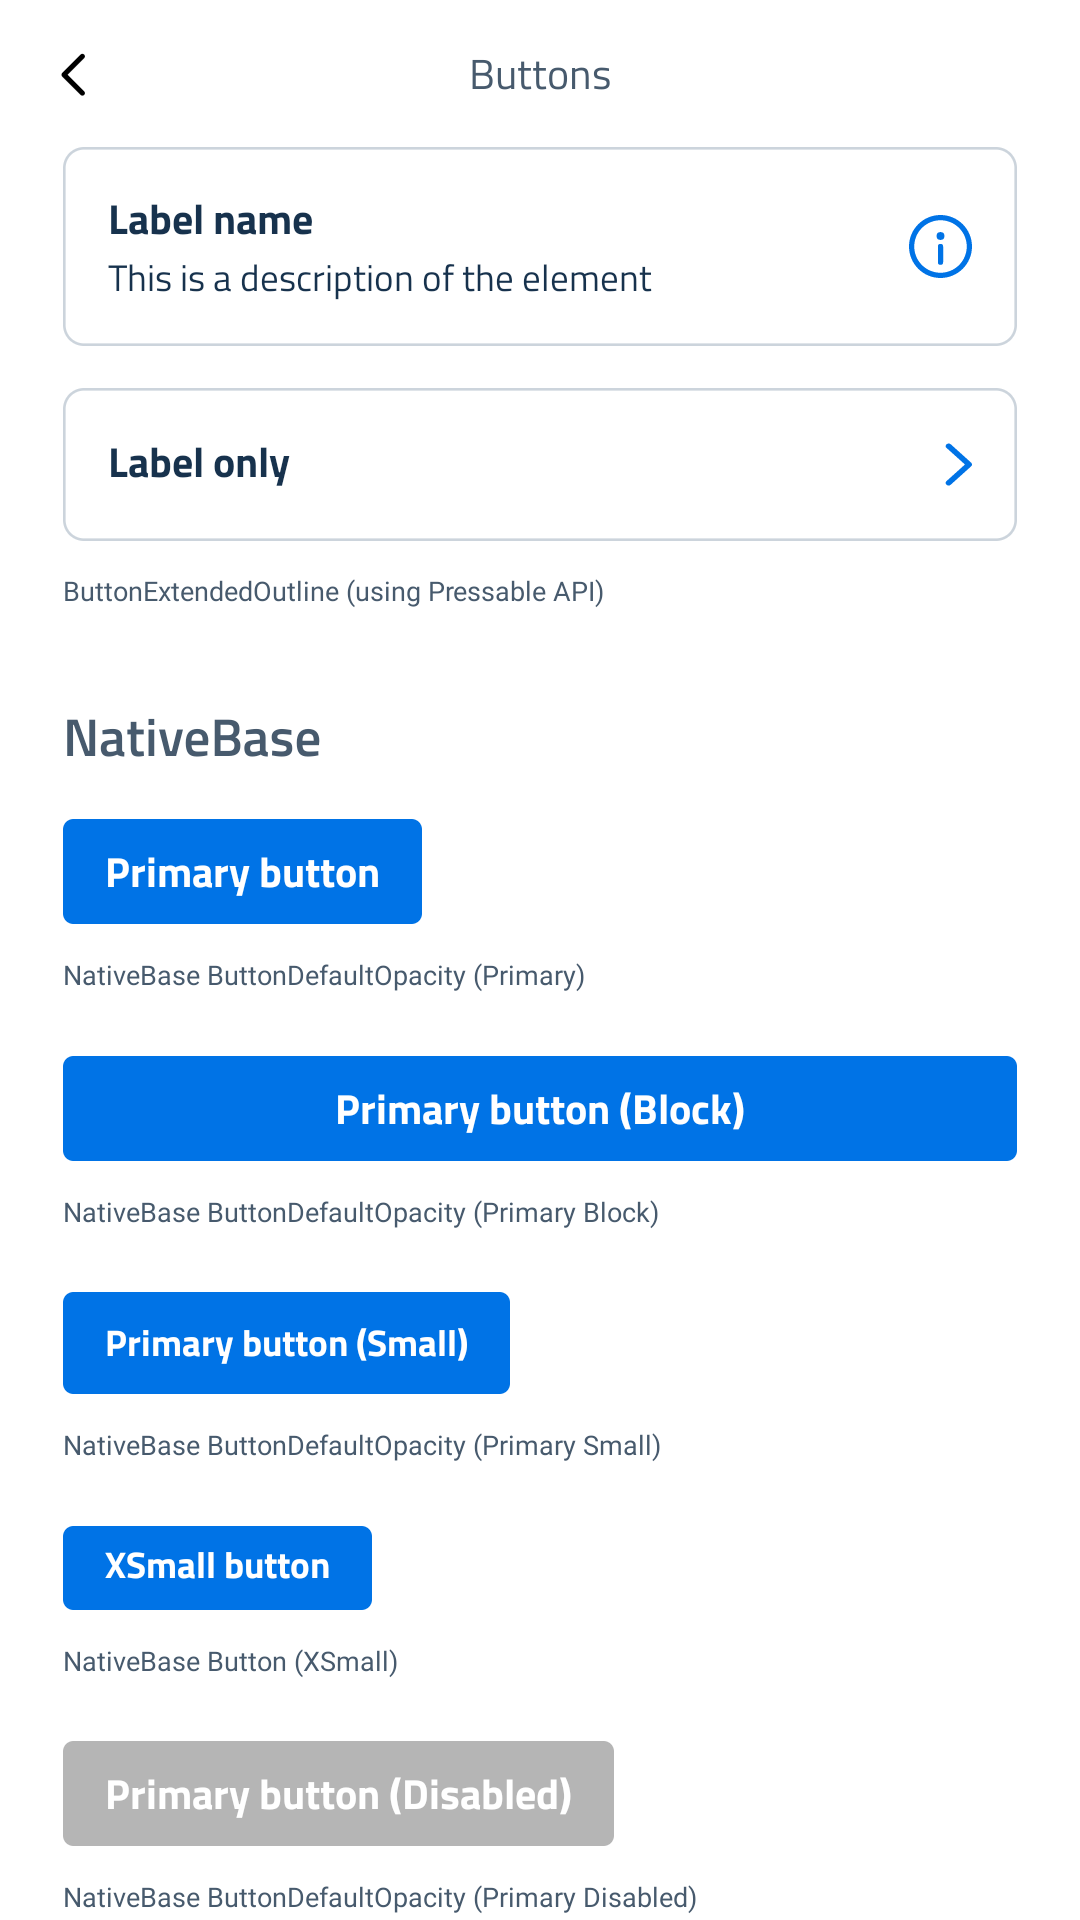 Buttons
Label name
This is a description of the element
Label only
ButtonExtendedOutline (using Pressable API)
NativeBase
Primary button
NativeBase ButtonDefaultOpacity (Primary)
Primary button (Block)
NativeBase ButtonDefaultOpacity (Primary Block)
Primary button (Small)
NativeBase ButtonDefaultOpacity (Primary Small)
XSmall button
NativeBase Button (XSmall)
Primary button (Disabled)
NativeBase ButtonDefaultOpacity (Primary Disabled)